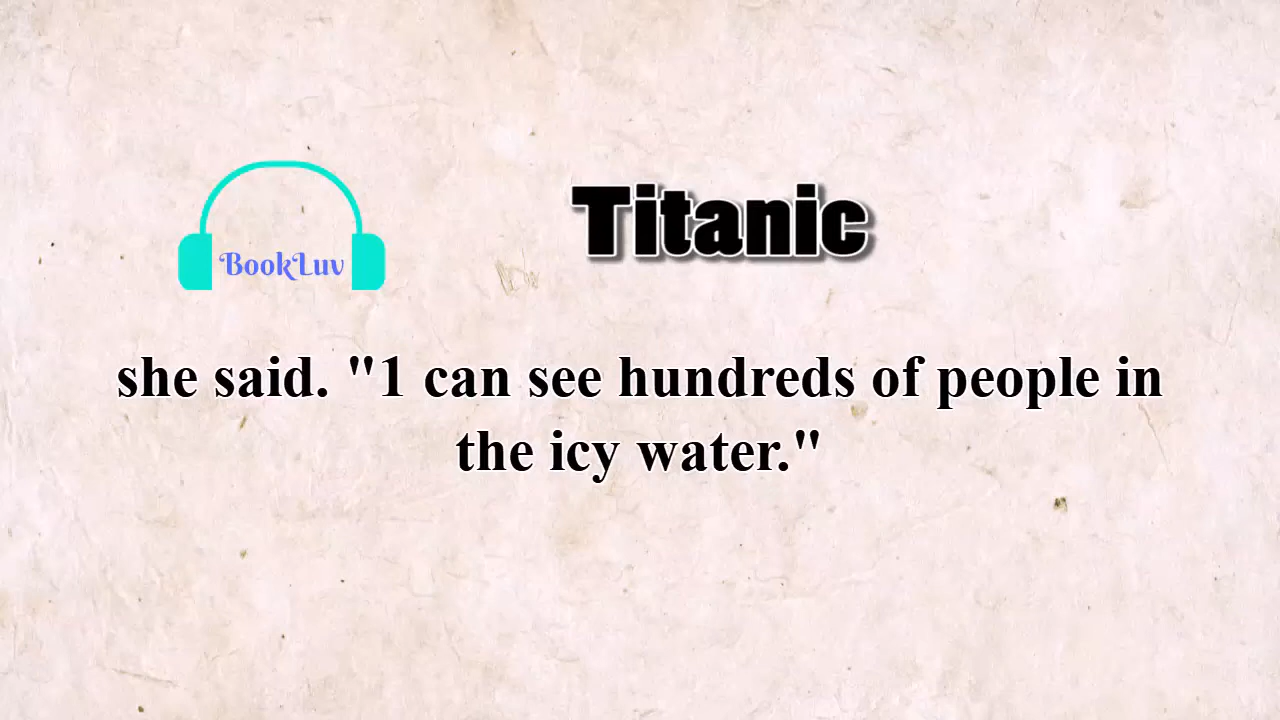 BookLuv
Titanic
she said. "1 can see hundreds of people in
the icy water."